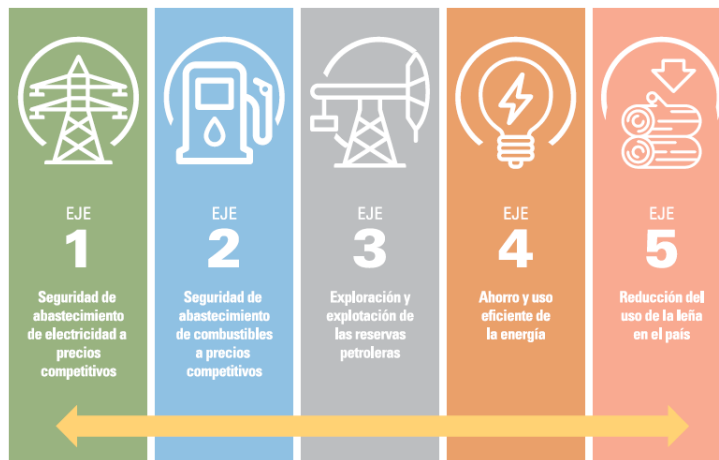 EJE
1
Seguridad de
abastecimiento
de electricidad a
precios
competitivos
EJE
2
Seguridad de
abastecimiento
de combustibles
a precios
competitivos
EJE
3
Exploración y
explotación de
las reservas
petroleras
EJE
4
Ahorro y uso
eficiente de
la energía
EJE
5
Reducción del
uso de la leña
en el país